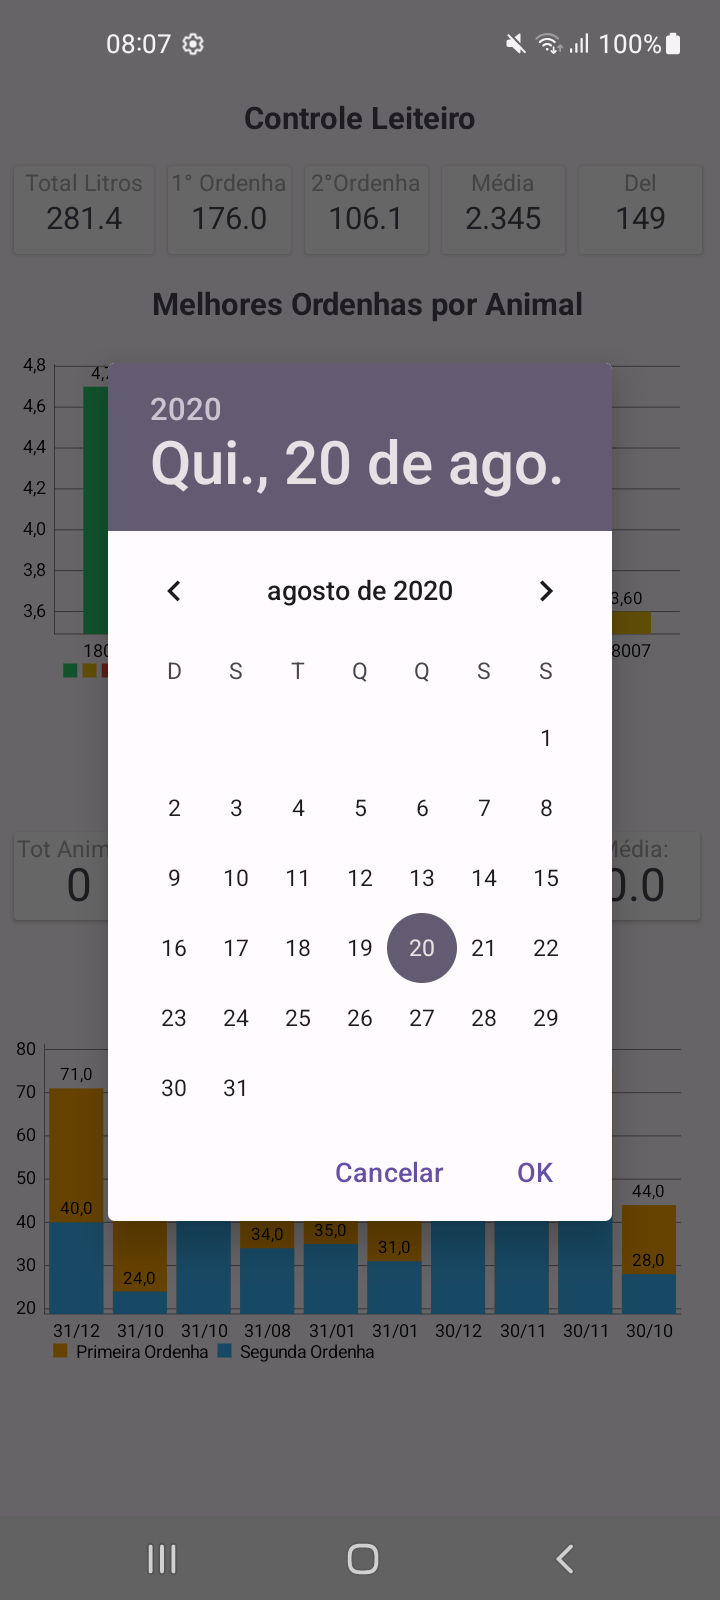 08:07 100%
Controle Leiteiro
Total Litros 1° Ordenha 2°Ordenha Média Del
281.4 176.0 106.1 2.345 149
Melhores Ordenhas por Animal
4,8
4,6
4,4
4,2
4,0
3,8
3,6
3,60
2020
Qui., 20 de ago.
agosto de 2020
D S T Q Q S S
1
2 3 4 5 6 7 8
9 10 11 12 13 14 15
16 17 18 19 20 21 22
23 24 25 26 27 28 29
30 31
Cancelar OK
Tot Anim Média:
0 0.0
80
70
60
50
40
30
20
71,0
40,0
24,0
34,0
35,0
31,0
44,0
28,0
31/12 31/10 31/10 31/08 31/01 31/01 30/12 30/11 30/11 30/10
Primeira Ordenha Segunda Ordenha